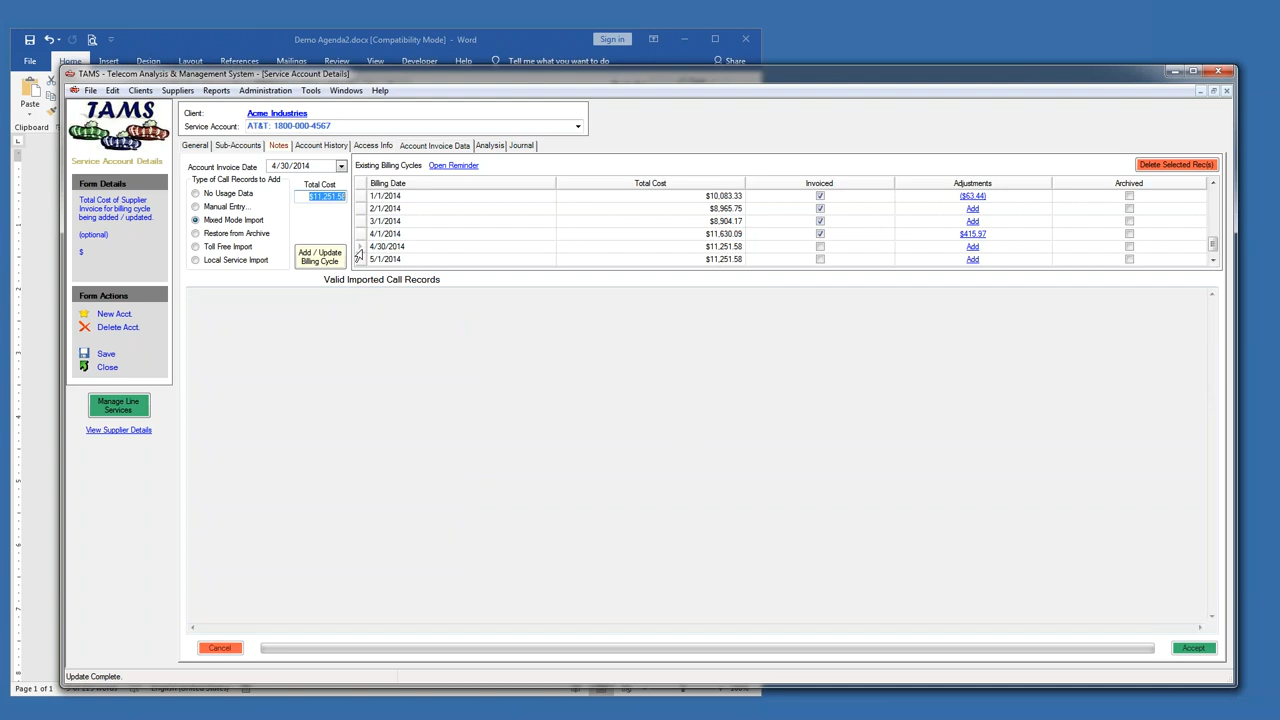 Demo Agenda2.docx [Compatibility Mode] - Word
Sign in
File Home Insert Design Layout References Mailings Review View Developer Help Tell me what you want to do Share
Paste
Clipboard
TAMS - Telecom Analysis & Management System - [Service Account Details]
File Edit Clients Suppliers Reports Administration Tools Windows Help
TAMS
Service Account Details
Client: Acme Industries
Service Account: AT&T: 1800-000-4567
General Sub-Accounts Notes Account History Access Info Account Invoice Data Analysis Journal
Form Details
Total Cost of Supplier
Invoice for billing cycle
being added / updated.
(optional)
$
Form Actions
New Acct.
Delete Acct.
Save
Close
Manage Line
Services
View Supplier Details
Account Invoice Date 4/30/2014
Type of Call Records to Add
No Usage Data
Manual Entry...
Mixed Mode Import
Restore from Archive
Toll Free Import
Local Service Import
Total Cost
$11,251.58
Add / Update
Billing Cycle
Existing Billing Cycles Open Reminder
Delete Selected Rec(s)
Billing Date Total Cost Invoiced Adjustments Archived
1/1/2014 $10,083.33 ($63.44)
2/1/2014 $8,965.75 Add
3/1/2014 $8,904.17 Add
4/1/2014 $11,630.09 $415.97
4/30/2014 $11,251.58 Add
5/1/2014 $11,251.58 Add
Valid Imported Call Records
Cancel
Accept
Update Complete.
Page 1 of 1